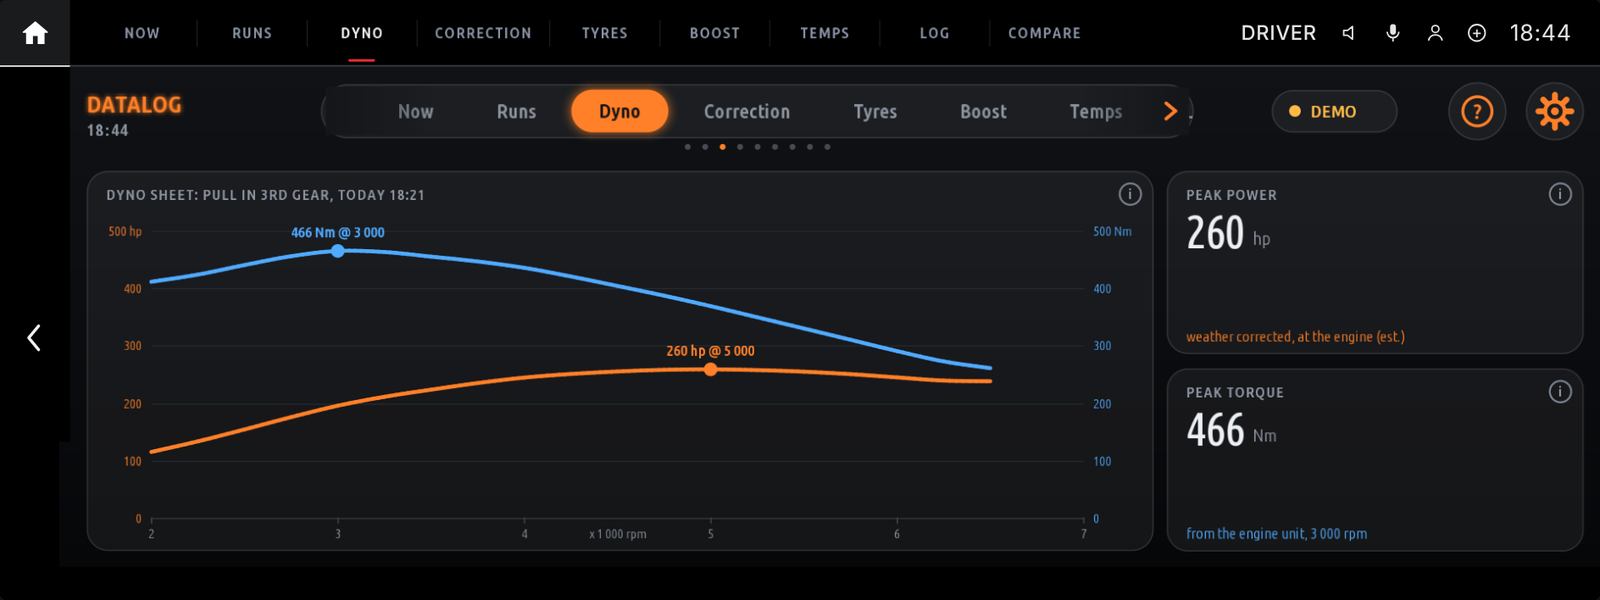 NOW RUNS DYNO CORRECTION TYRES BOOST TEMPS LOG COMPARE DRIVER 18:44
DATALOG
18:44
Now Runs Dyno Correction Tyres Boost Temps
DEMO
?
DYNO SHEET: PULL IN 3RD GEAR, TODAY 18:21
i
500 hp
466 Nm @ 3 000
500 Nm
400
400
300
260 hp @ 5 000
300
200
200
100
100
0
0
2 3 4 x 1 000 rpm 5 6 7
PEAK POWER
i
260 hp
weather corrected, at the engine (est.)
PEAK TORQUE
i
466 Nm
from the engine unit, 3 000 rpm